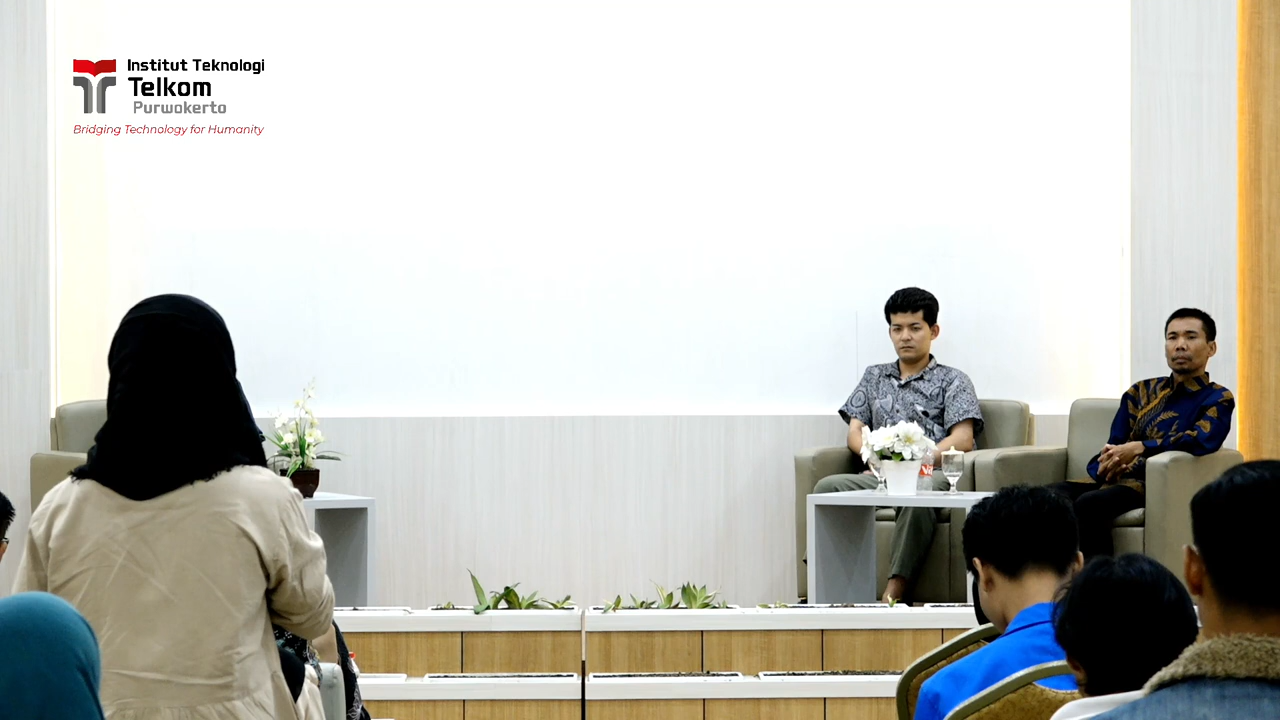 Institut Teknologi
Telkom
Purwokerto
Bridging Technology for Humanity